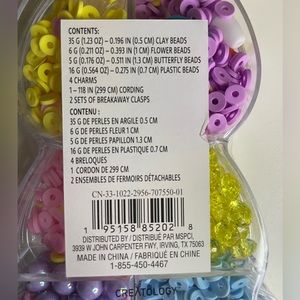 CONTENTS:
35 G (1.23 OZ) – 0.196 IN (0.5 CM) CLAY BEADS
6 G (0.211 OZ) – 0.393 IN (1 CM) FLOWER BEADS
5 G (0.176 OZ) – 0.511 IN (1.3 CM) BUTTERFLY BEADS
16 G (0.564 OZ) – 0.275 IN (0.7 CM) PLASTIC BEADS
4 CHARMS
1 – 118 IN (299 CM) CORDING
2 SETS OF BREAKAWAY CLASPS
CONTENU :
35 G DE PERLES EN ARGILE 0.5 CM
6 G DE PERLES FLEUR 1 CM
5 G DE PERLES PAPILLON 1.3 CM
16 G DE PERLES EN PLASTIQUE 0.7 CM
4 BRELOQUES
1 CORDON DE 299 CM
2 ENSEMBLES DE FERMOIRS DÉTACHABLES
CN-33-1022-2956-707550-01
1 95158 85202 8
DISTRIBUTED BY / DISTRIBUÉ PAR MSPCI,
3939 W JOHN CARPENTER FWY, IRVING, TX 75063
MADE IN CHINA / FABRIQUÉ EN CHINE
1-855-450-4467
CREATOLOGY